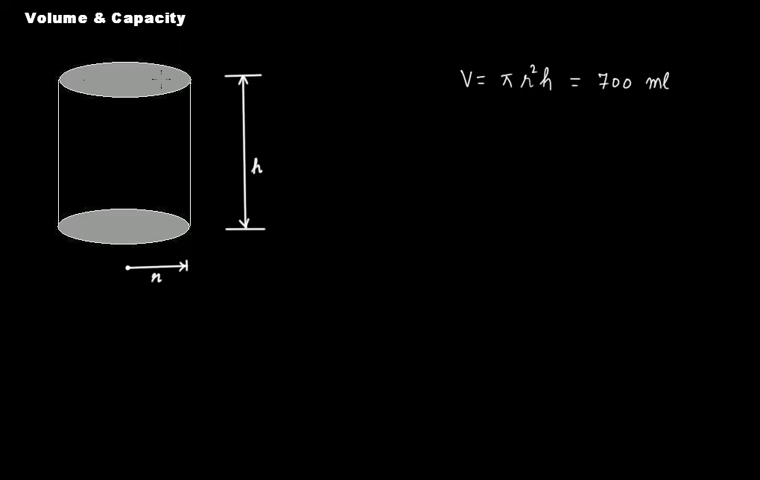 Volume & Capacity
V = πr²h = 700 ml
h
r